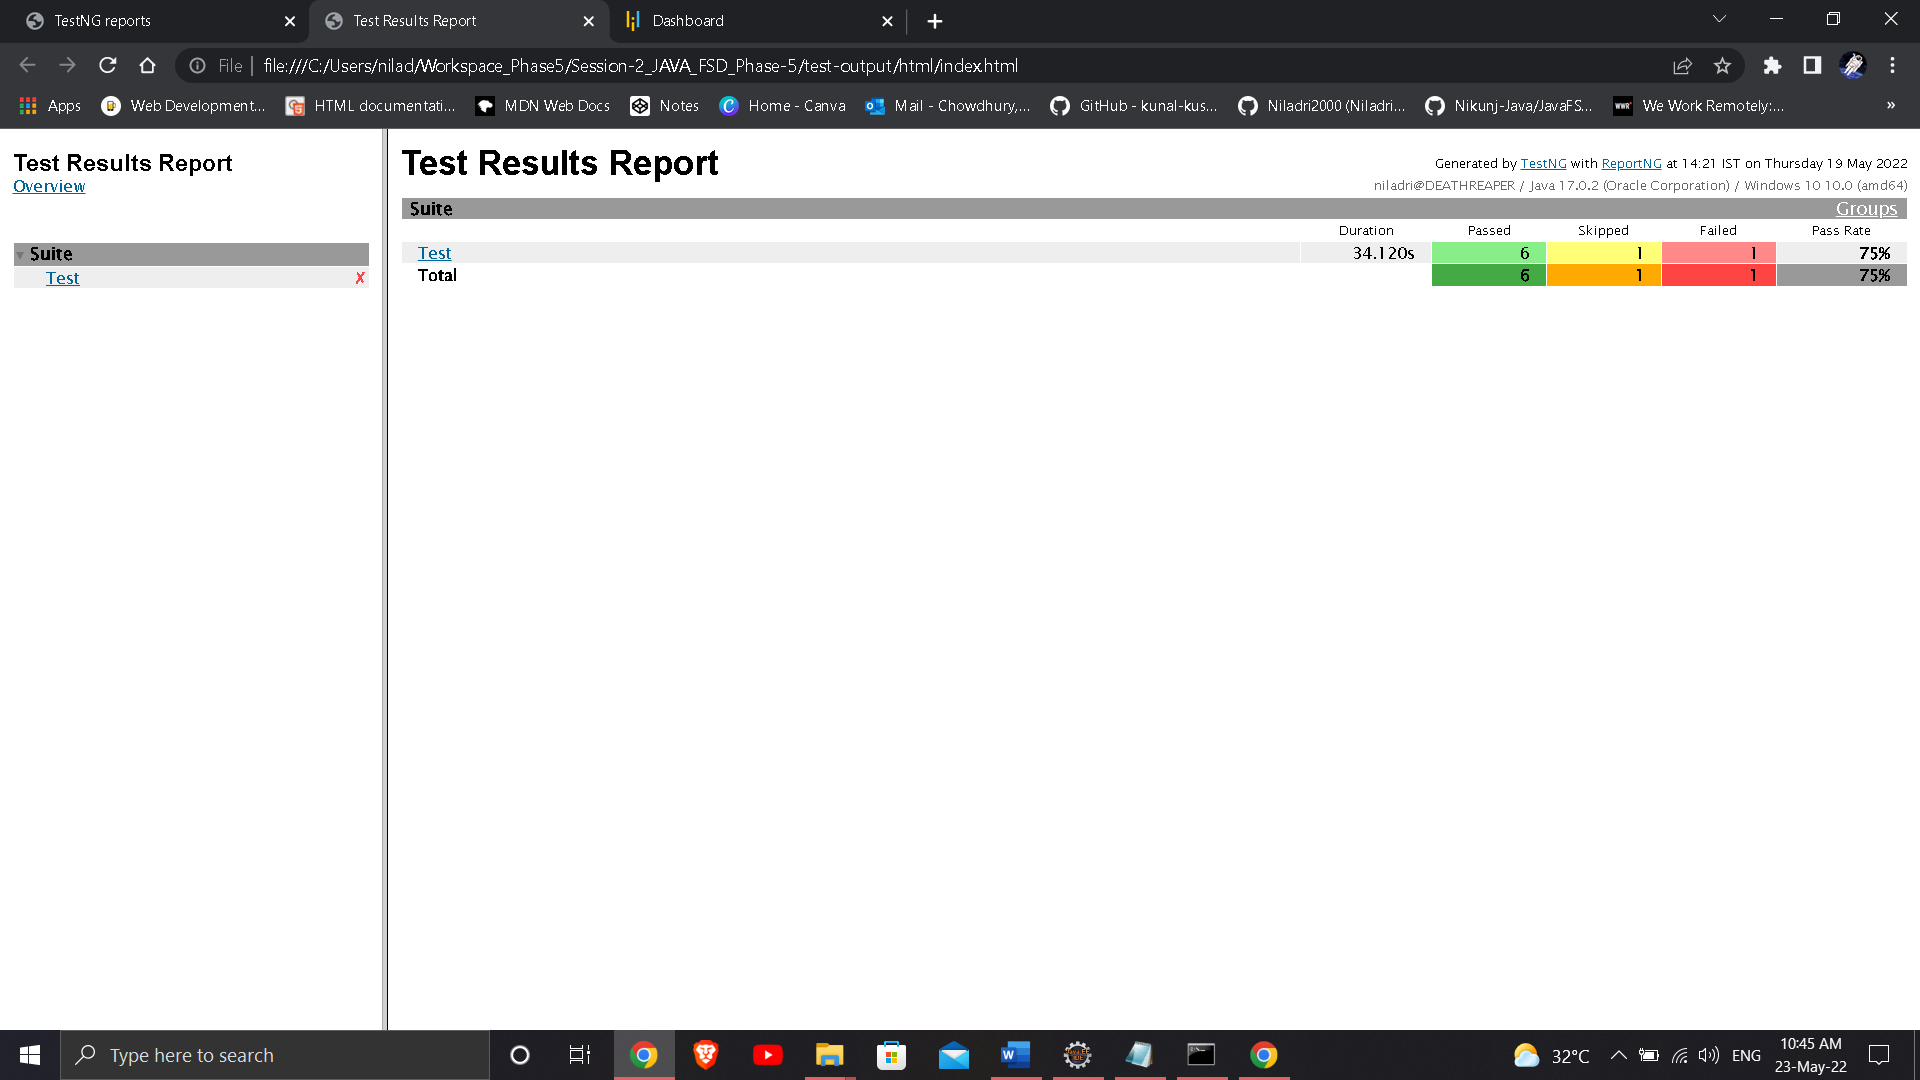 TestNG reports
Test Results Report
Dashboard
File
file:///C:/Users/nilad/Workspace_Phase5/Session-2_JAVA_FSD_Phase-5/test-output/html/index.html
Apps
Web Development...
HTML documentati...
MDN Web Docs
Notes
Home - Canva
Mail - Chowdhury,...
GitHub - kunal-kus...
Niladri2000 (Niladri...
Nikunj-Java/JavaFS...
WWR
We Work Remotely:...
»
Test Results Report
Overview
Suite
Test ✗
Test Results Report
Generated by TestNG with ReportNG at 14:21 IST on Thursday 19 May 2022
niladri@DEATHREAPER / Java 17.0.2 (Oracle Corporation) / Windows 10 10.0 (amd64)
Suite Groups
Duration Passed Skipped Failed Pass Rate
Test 34.120s 6 1 1 75%
Total 6 1 1 75%
Type here to search
32°C
ENG
10:45 AM
23-May-22